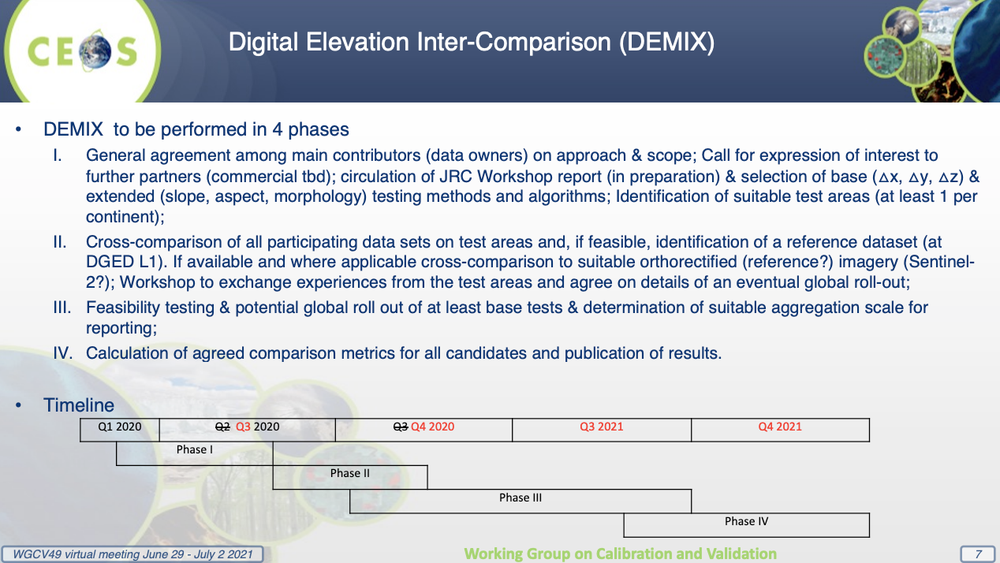 CEOS
Digital Elevation Inter-Comparison (DEMIX)
• DEMIX to be performed in 4 phases
I. General agreement among main contributors (data owners) on approach & scope; Call for expression of interest to
further partners (commercial tbd); circulation of JRC Workshop report (in preparation) & selection of base (△x, △y, △z) &
extended (slope, aspect, morphology) testing methods and algorithms; Identification of suitable test areas (at least 1 per
continent);
II. Cross-comparison of all participating data sets on test areas and, if feasible, identification of a reference dataset (at
DGED L1). If available and where applicable cross-comparison to suitable orthorectified (reference?) imagery (Sentinel-
2?); Workshop to exchange experiences from the test areas and agree on details of an eventual global roll-out;
III. Feasibility testing & potential global roll out of at least base tests & determination of suitable aggregation scale for
reporting;
IV. Calculation of agreed comparison metrics for all candidates and publication of results.
• Timeline
Q1 2020 Q2 Q3 2020 Q3 Q4 2020 Q3 2021 Q4 2021
Phase I
Phase II
Phase III
Phase IV
WGCV49 virtual meeting June 29 - July 2 2021 Working Group on Calibration and Validation 7